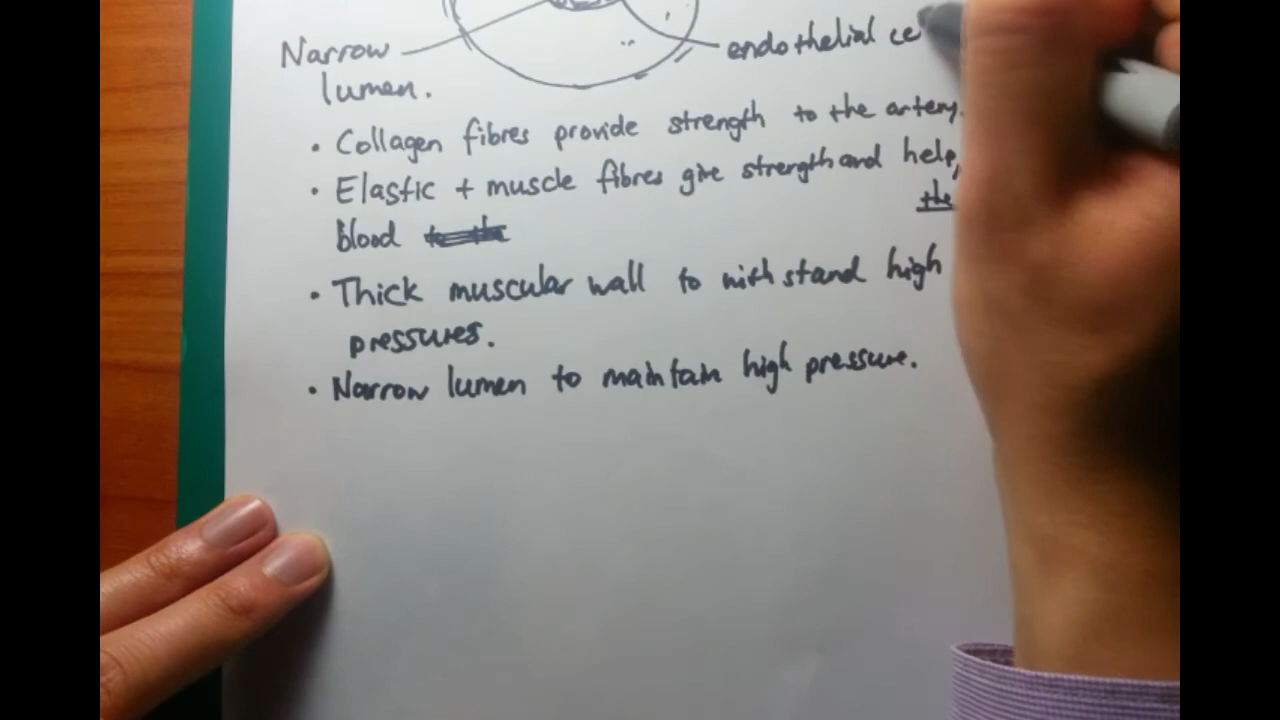 Narrow
lumen.
endothelial ce
• Collagen fibres provide strength to the artery.
• Elastic + muscle fibres give strength and help,
the
blood
• Thick muscular wall to withstand high
pressures.
• Narrow lumen to maintain high pressure.